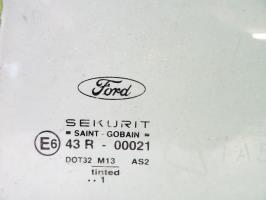 Ford
SEKURIT
= SAINT - GOBAIN =
E6 43 R - 00021
DOT32 M13 AS2
tinted
.. 1